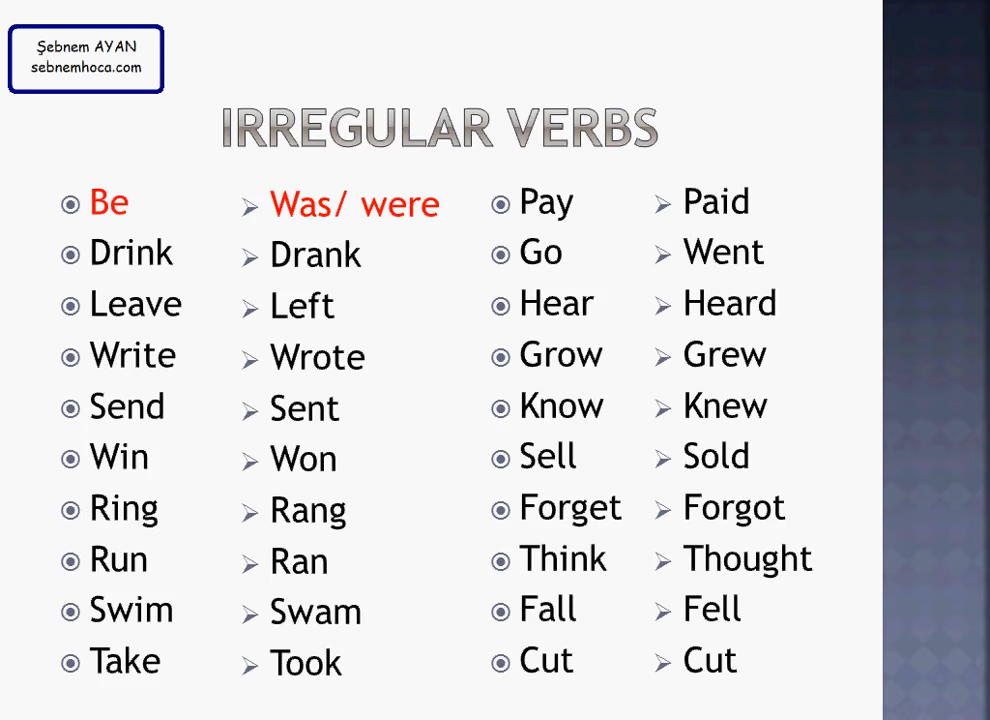 Şebnem AYAN
sebnemhoca.com
IRREGULAR VERBS
Be Was/ were Pay Paid
Drink Drank Go Went
Leave Left Hear Heard
Write Wrote Grow Grew
Send Sent Know Knew
Win Won Sell Sold
Ring Rang Forget Forgot
Run Ran Think Thought
Swim Swam Fall Fell
Take Took Cut Cut